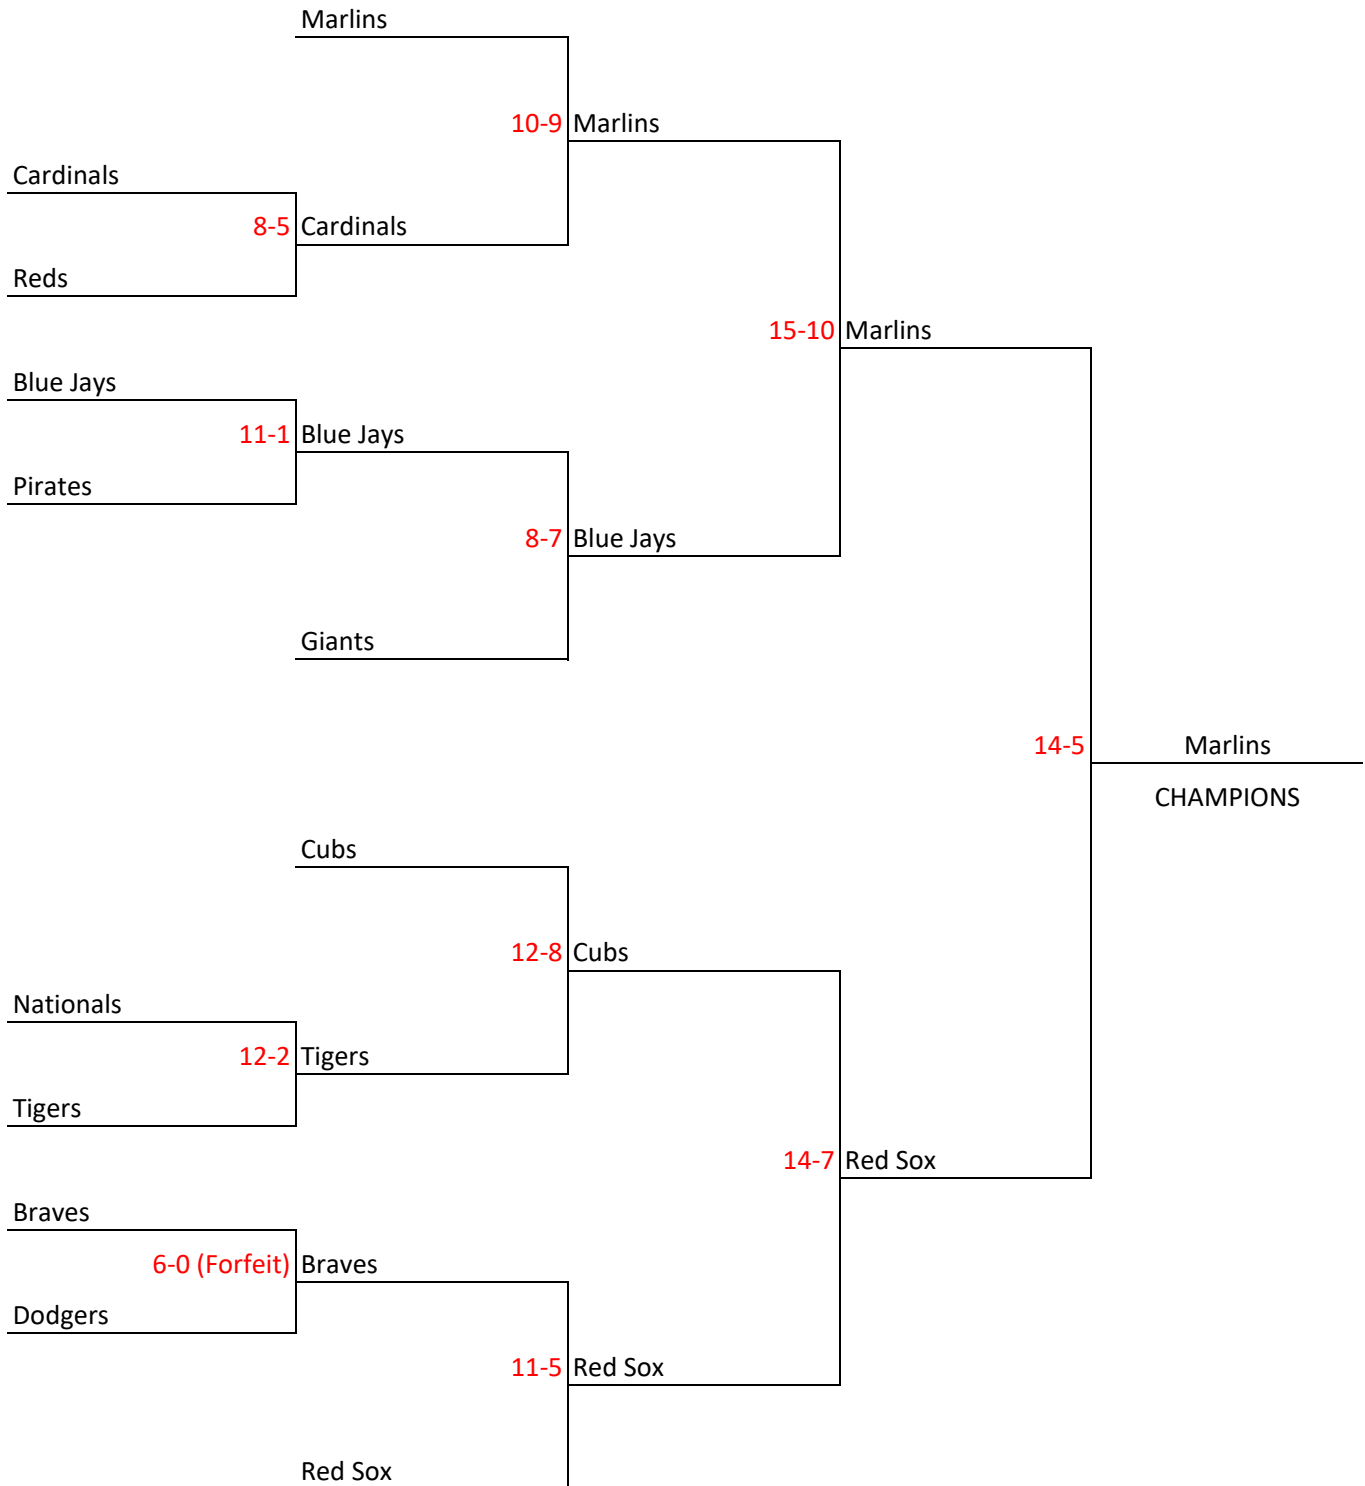 Marlins
10-9 Marlins
Cardinals
8-5 Cardinals
Reds
15-10 Marlins
Blue Jays
11-1 Blue Jays
Pirates
8-7 Blue Jays
Giants
14-5 Marlins
CHAMPIONS
Cubs
12-8 Cubs
Nationals
12-2 Tigers
Tigers
14-7 Red Sox
Braves
6-0 (Forfeit) Braves
Dodgers
11-5 Red Sox
Red Sox